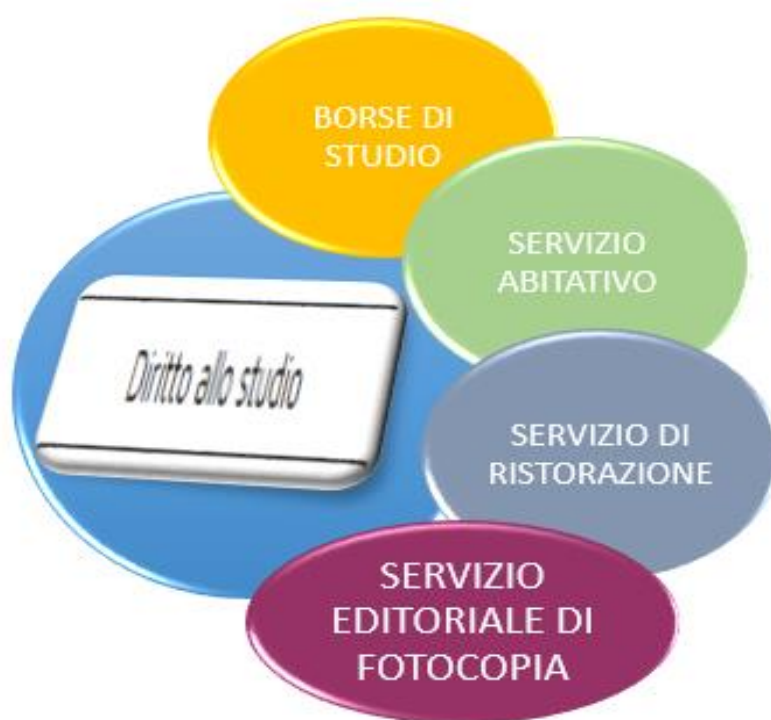 BORSE DI
STUDIO
SERVIZIO
ABITATIVO
Diritto allo studio
SERVIZIO DI
RISTORAZIONE
SERVIZIO
EDITORIALE DI
FOTOCOPIA